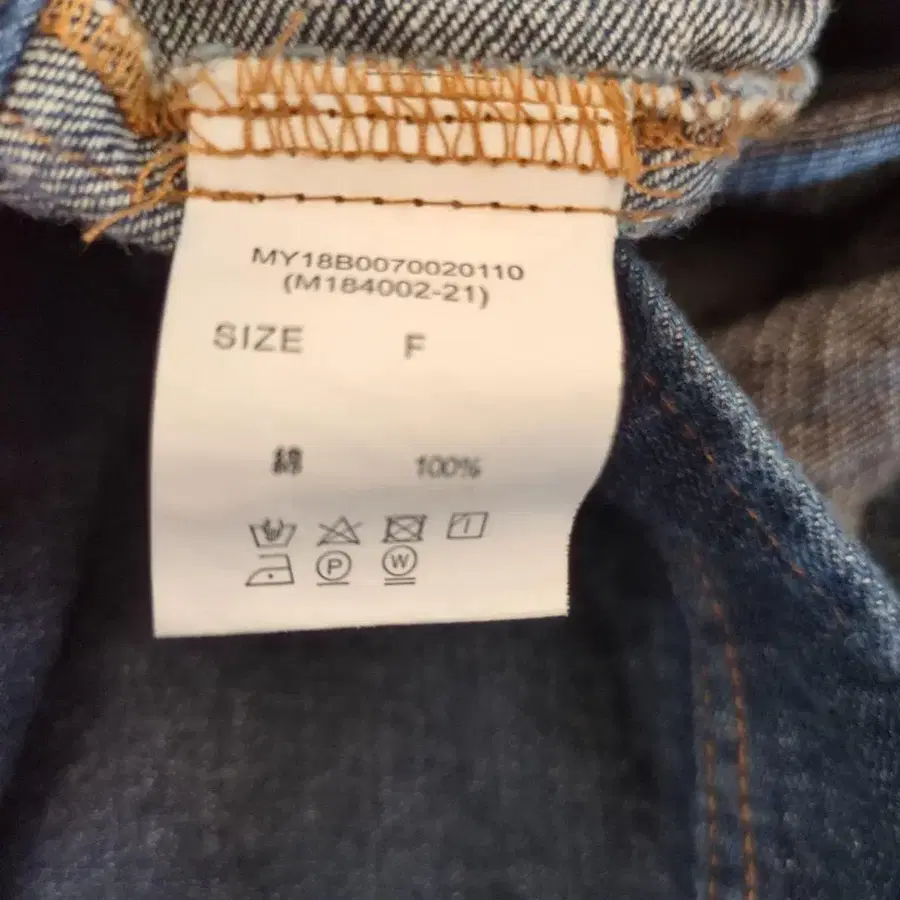 MY18B0070020110
(M184002-21)
SIZE F
綿 100%
P W